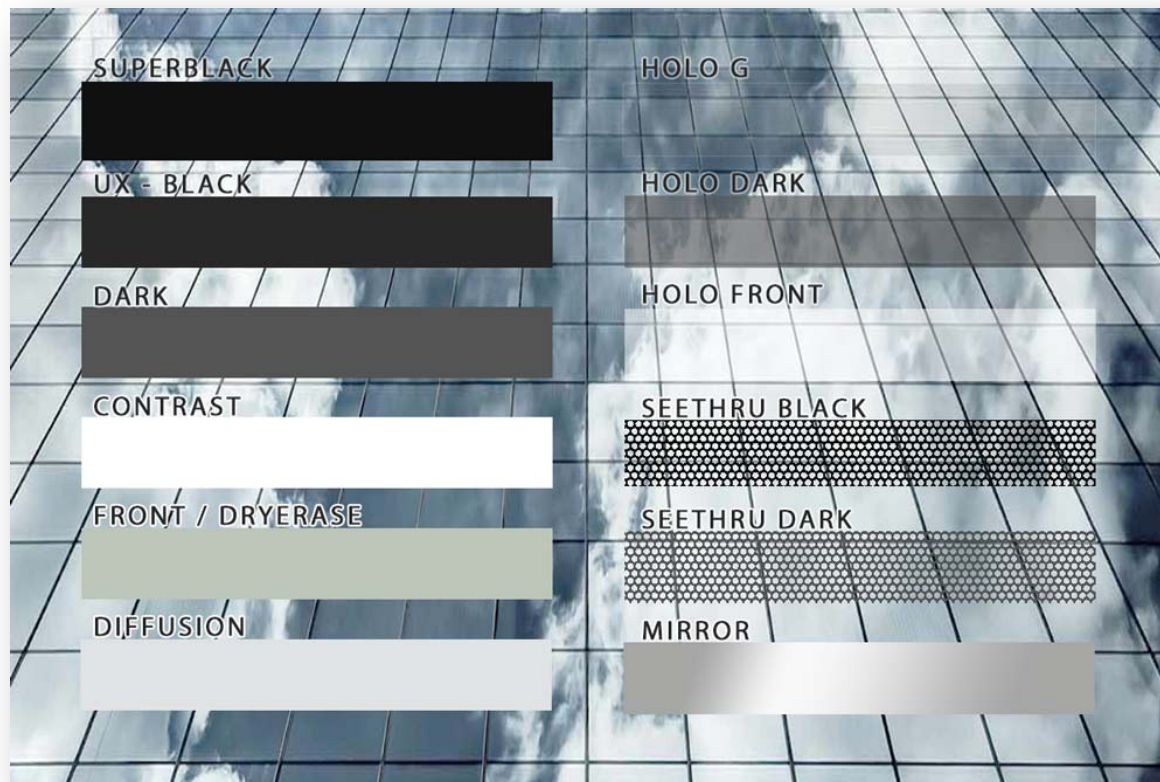 SUPERBLACK
UX - BLACK
DARK
CONTRAST
FRONT / DRYERASE
DIFFUSION
HOLO G
HOLO DARK
HOLO FRONT
SEETHRU BLACK
SEETHRU DARK
MIRROR